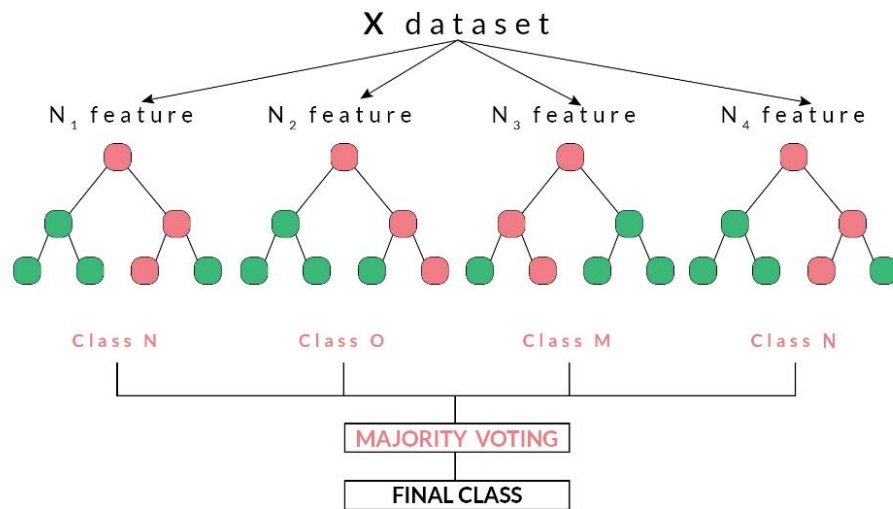 X dataset
N₁ feature N₂ feature N₃ feature N₄ feature
Class N Class O Class M Class N
MAJORITY VOTING
FINAL CLASS